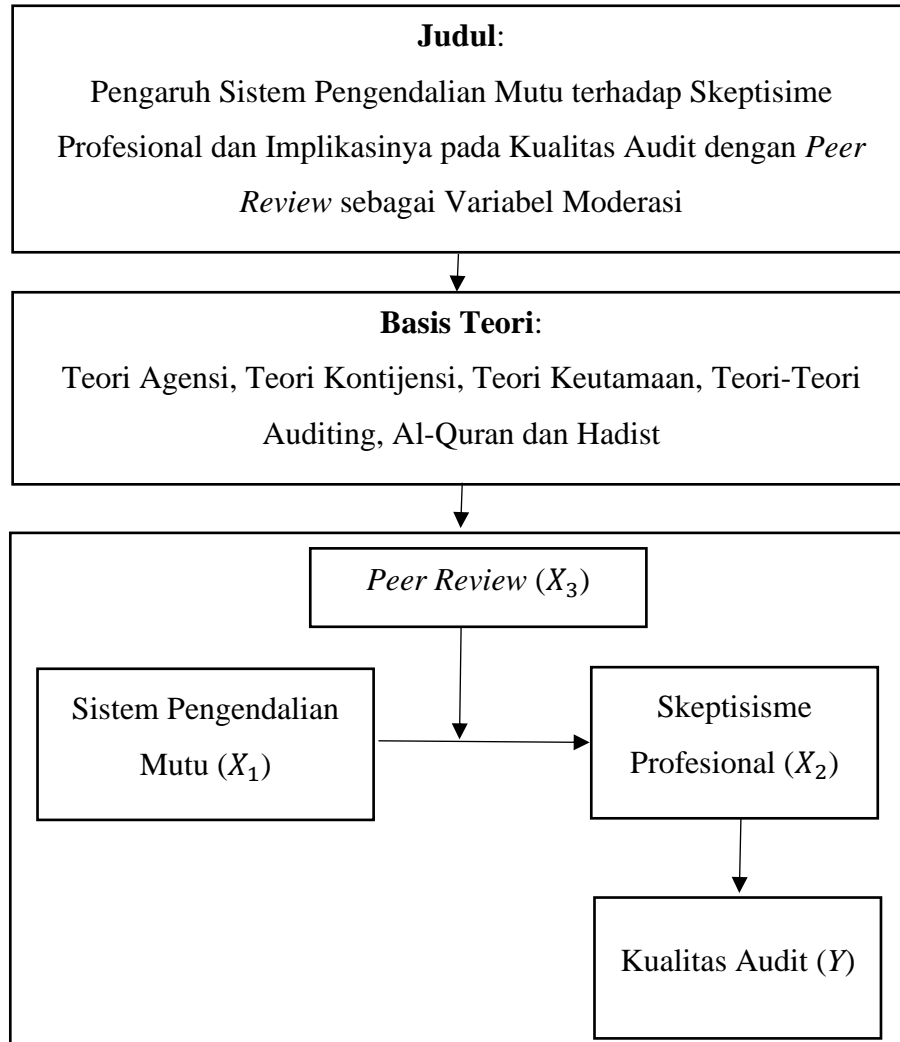 Judul:
Pengaruh Sistem Pengendalian Mutu terhadap Skeptisime
Profesional dan Implikasinya pada Kualitas Audit dengan Peer
Review sebagai Variabel Moderasi
Basis Teori:
Teori Agensi, Teori Kontijensi, Teori Keutamaan, Teori-Teori
Auditing, Al-Quran dan Hadist
Peer Review (X₃)
Sistem Pengendalian
Mutu (X₁)
Skeptisisme
Profesional (X₂)
Kualitas Audit (Y)